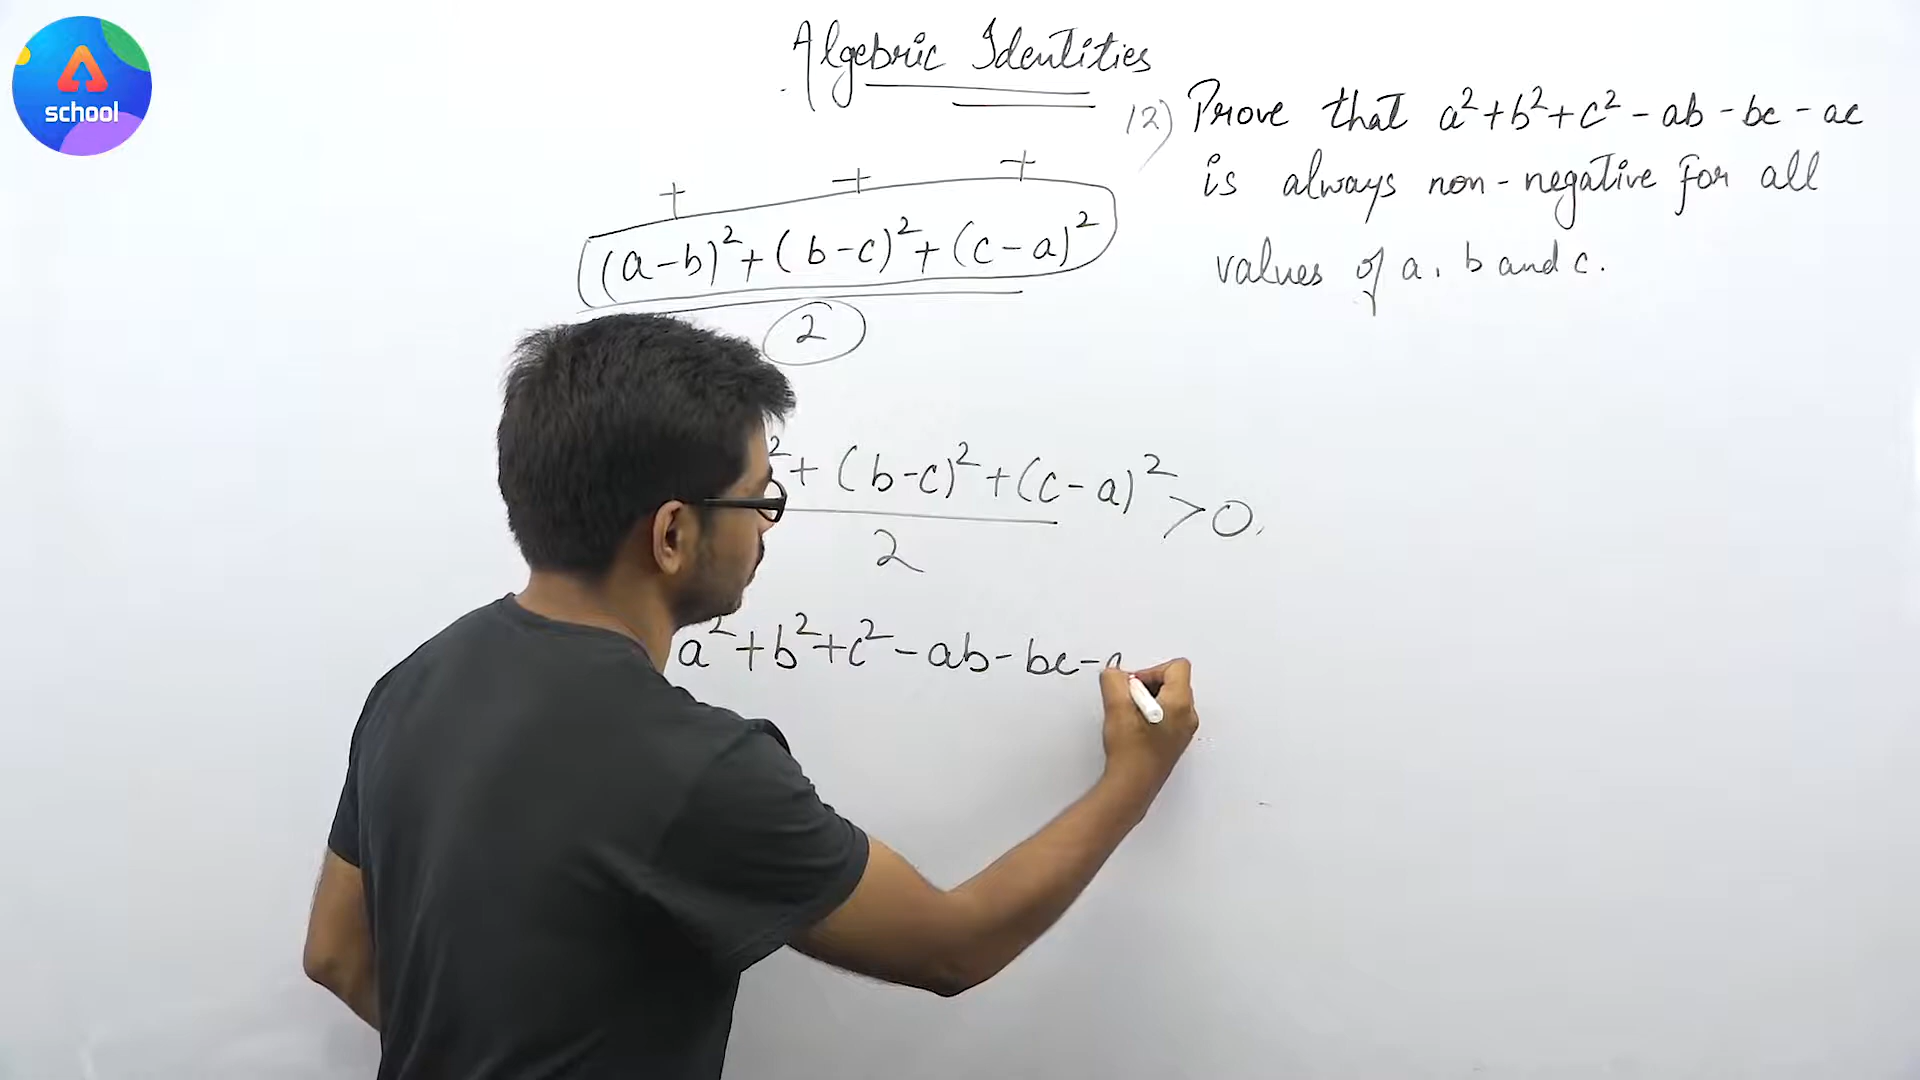 school
Algebric Identities
12) Prove that a²+b²+c²-ab-bc-ac
is always non-negative for all
values of a, b and c.
+ + +
(a-b)²+(b-c)²+(c-a)²
2
²+(b-c)²+(c-a)²>0.
2
a²+b²+c²-ab-bc-